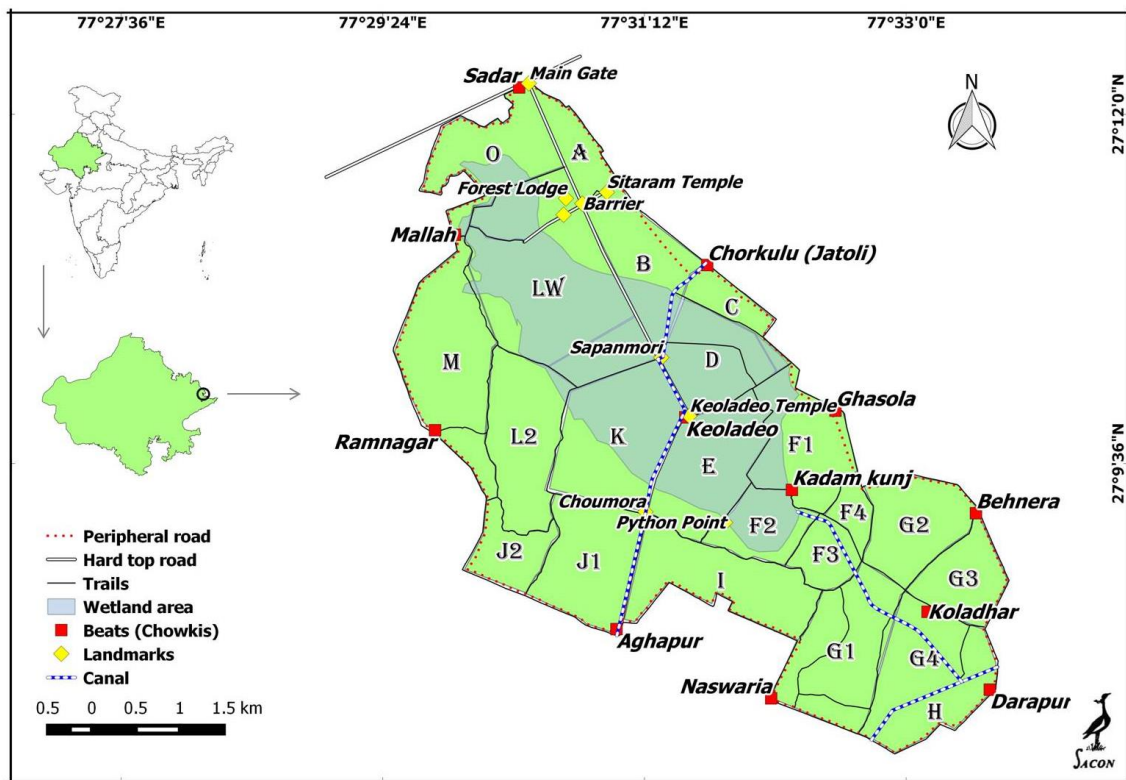 77°27'36"E
77°29'24"E
77°31'12"E
77°33'0"E
27°12'0"N
27°9'36"N
N
Sadar
Main Gate
O
A
Forest Lodge
Sitaram Temple
Barrier
Mallah
Chorkulu (Jatoli)
B
LW
C
Sapanmori
D
M
Keoladeo Temple
Keoladeo
Ghasola
Ramnagar
L2
K
F1
E
Kadam kunj
Choumora
Python Point
Behnera
F4
G2
F2
F3
J2
J1
I
G3
Koladhar
Aghapur
G1
G4
Naswaria
Darapur
H
Peripheral road
Hard top road
Trails
Wetland area
Beats (Chowkis)
Landmarks
Canal
0.5 0 0.5 1 1.5 km
SACON